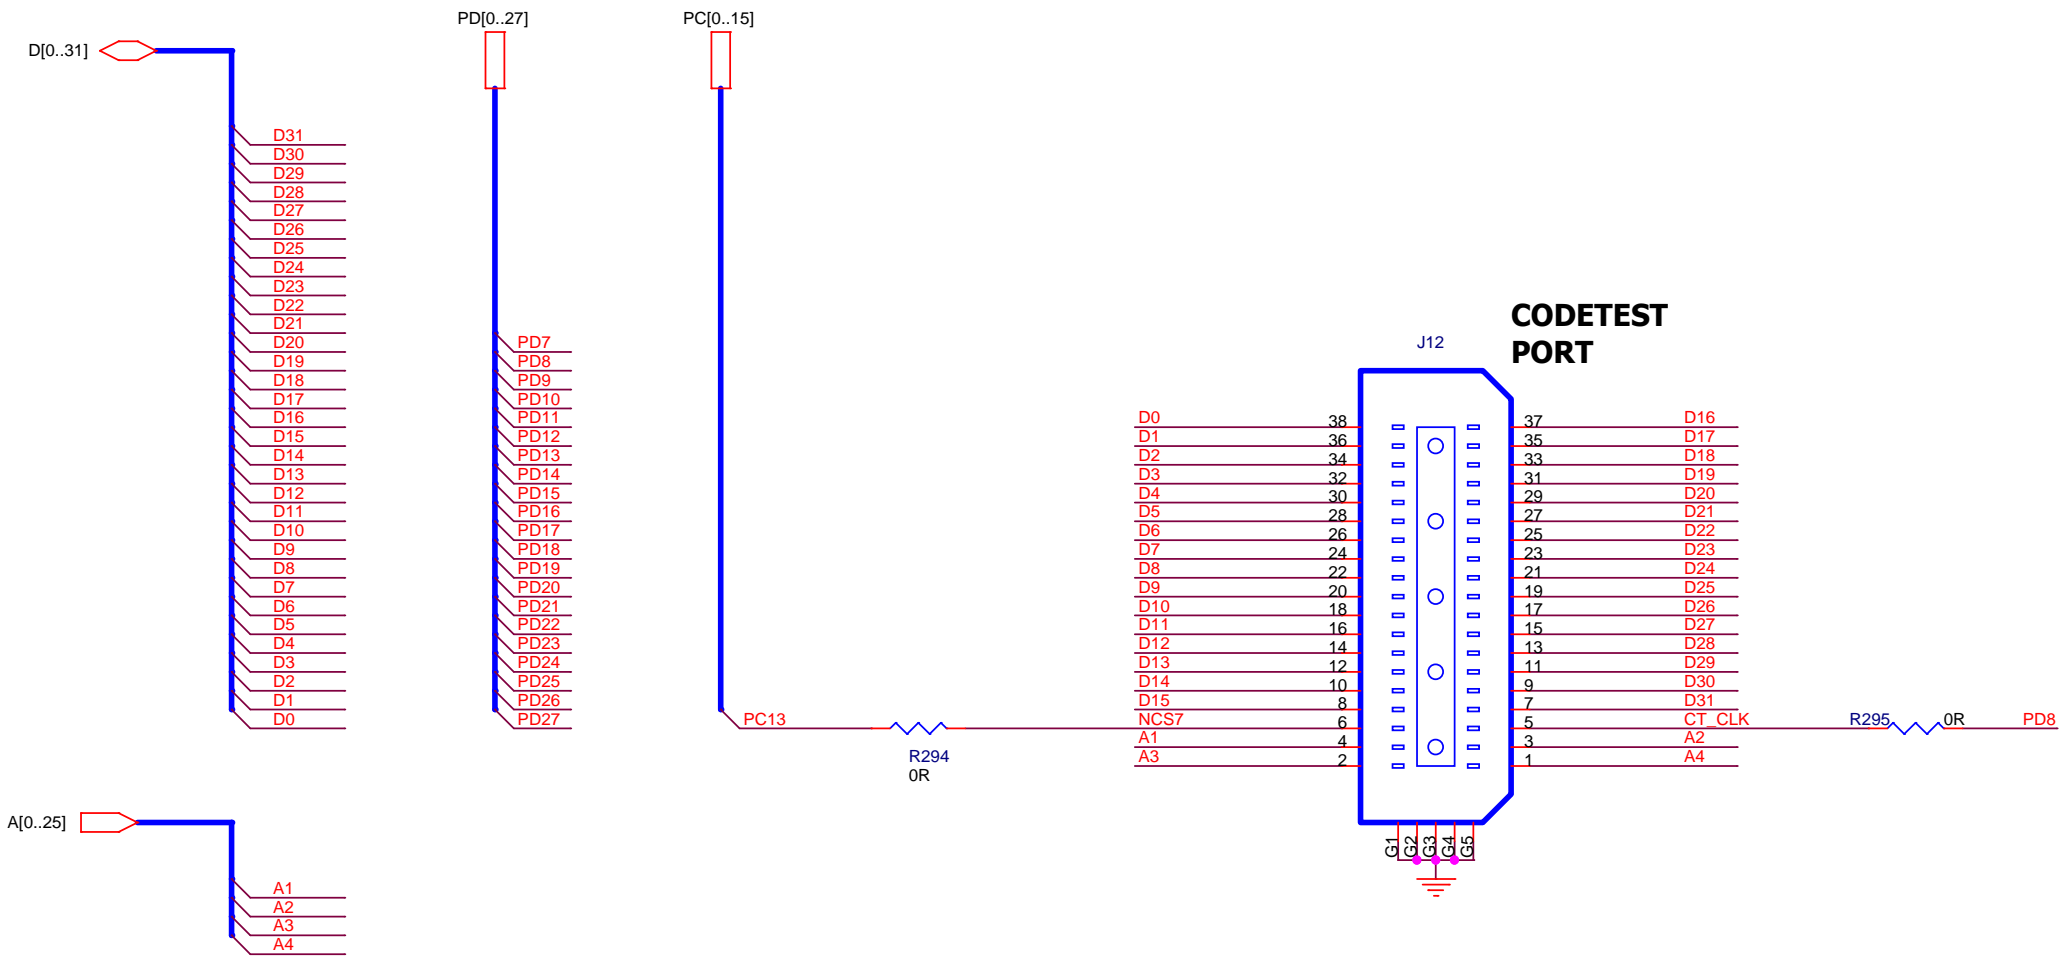 D[0..31]
PD[0..27]
PC[0..15]
D31
D30
D29
D28
D27
D26
D25
D24
D23
D22
D21
D20
D19
D18
D17
D16
D15
D14
D13
D12
D11
D10
D9
D8
D7
D6
D5
D4
D3
D2
D1
D0
PD7
PD8
PD9
PD10
PD11
PD12
PD13
PD14
PD15
PD16
PD17
PD18
PD19
PD20
PD21
PD22
PD23
PD24
PD25
PD26
PD27
PC13
R294
0R
CODETEST
PORT
J12
D0 38 37 D16
D1 36 35 D17
D2 34 33 D18
D3 32 31 D19
D4 30 29 D20
D5 28 27 D21
D6 26 25 D22
D7 24 23 D23
D8 22 21 D24
D9 20 19 D25
D10 18 17 D26
D11 16 15 D27
D12 14 13 D28
D13 12 11 D29
D14 10 9 D30
D15 8 7 D31
NCS7 6 5 CT_CLK R295 0R PD8
A1 4 3 A2
A3 2 1 A4
G1 G2 G3 G4 G5
A[0..25]
A1
A2
A3
A4